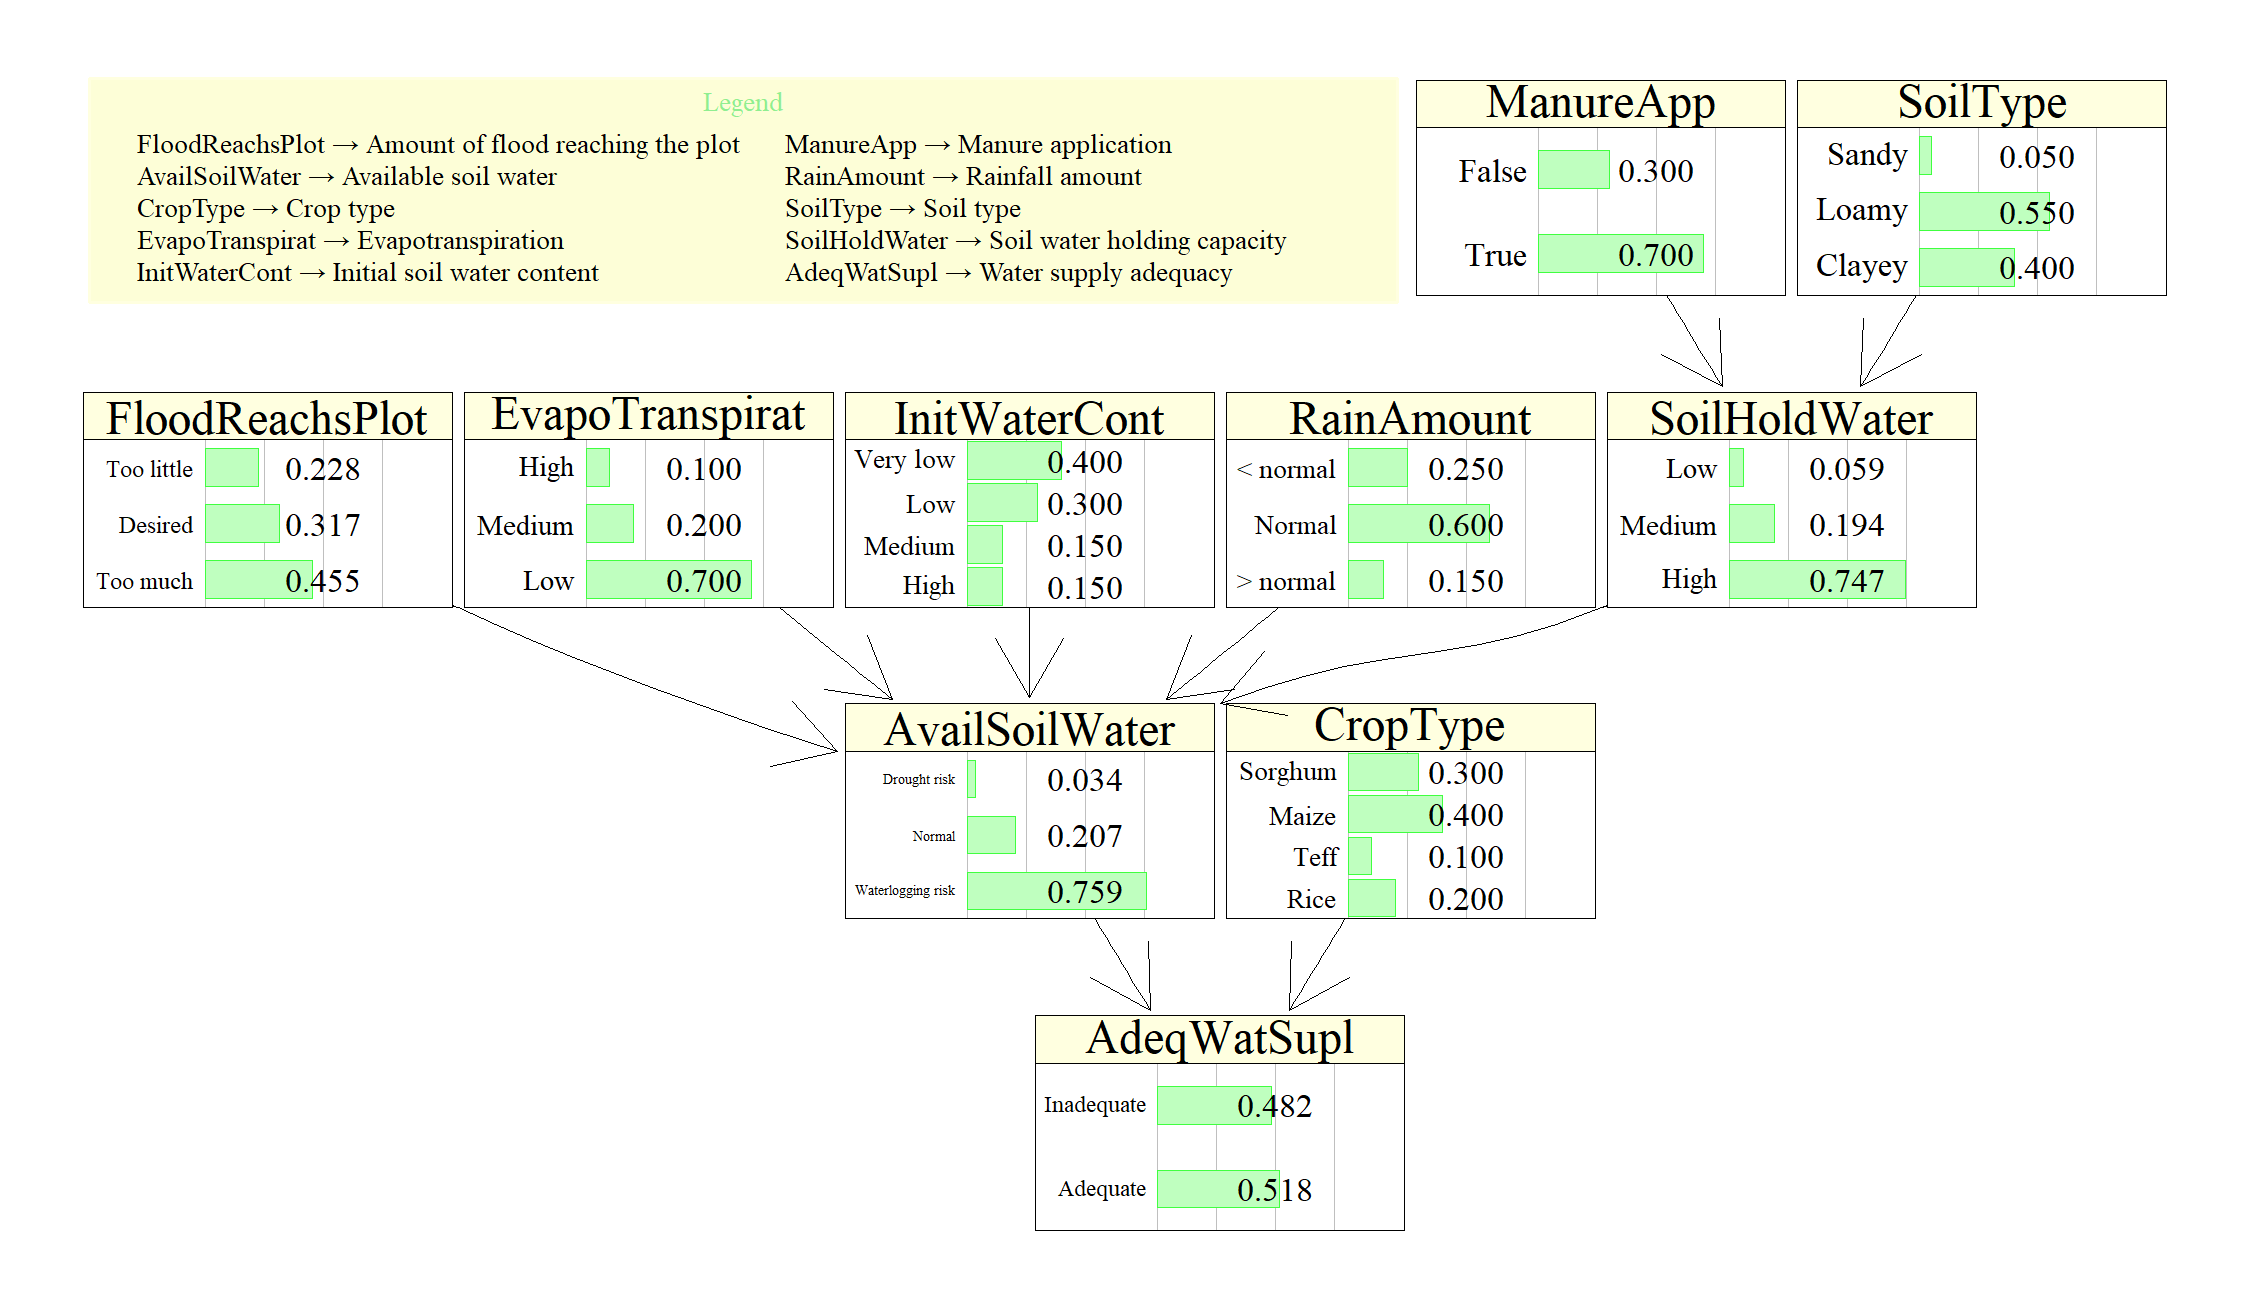 Legend
FloodReachsPlot → Amount of flood reaching the plot
AvailSoilWater → Available soil water
CropType → Crop type
EvapoTranspirat → Evapotranspiration
InitWaterCont → Initial soil water content
ManureApp → Manure application
RainAmount → Rainfall amount
SoilType → Soil type
SoilHoldWater → Soil water holding capacity
AdeqWatSupl → Water supply adequacy
ManureApp
False 0.300
True 0.700
SoilType
Sandy 0.050
Loamy 0.550
Clayey 0.400
FloodReachsPlot
Too little 0.228
Desired 0.317
Too much 0.455
EvapoTranspirat
High 0.100
Medium 0.200
Low 0.700
InitWaterCont
Very low 0.400
Low 0.300
Medium 0.150
High 0.150
RainAmount
< normal 0.250
Normal 0.600
> normal 0.150
SoilHoldWater
Low 0.059
Medium 0.194
High 0.747
AvailSoilWater
Drought risk 0.034
Normal 0.207
Waterlogging risk 0.759
CropType
Sorghum 0.300
Maize 0.400
Teff 0.100
Rice 0.200
AdeqWatSupl
Inadequate 0.482
Adequate 0.518